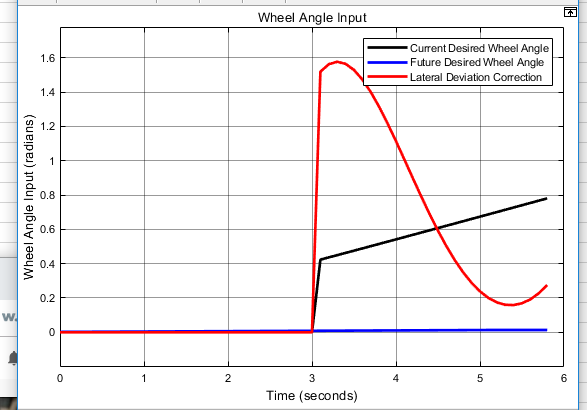 Wheel Angle Input
Current Desired Wheel Angle
Future Desired Wheel Angle
Lateral Deviation Correction
Wheel Angle Input (radians)
1.6
1.4
1.2
1
0.8
0.6
0.4
0.2
0
0 1 2 3 4 5 6
Time (seconds)
w.